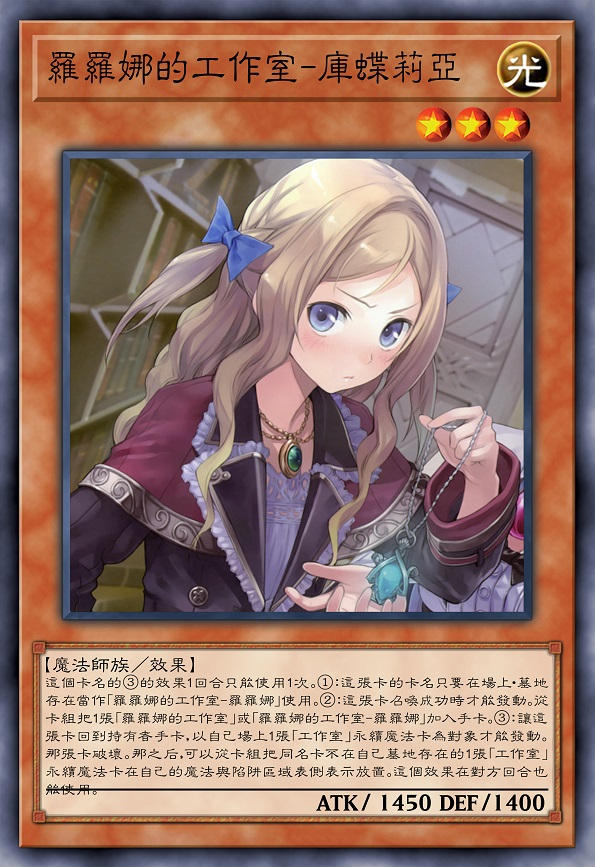 羅羅娜的工作室-庫蝶莉亞
光
【魔法師族／效果】
這個卡名的③的效果1回合只能使用1次。①:這張卡的卡名只要在場上·墓地
存在當作「羅羅娜的工作室-羅羅娜」使用。②:這張卡召喚成功時才能發動。從
卡組把1張「羅羅娜的工作室」或「羅羅娜的工作室-羅羅娜」加入手卡。③:讓這
張卡回到持有者手卡,以自己場上1張「工作室」永續魔法卡為對象才能發動。
那張卡破壞。那之后,可以從卡組把同名卡不在自己墓地存在的1張「工作室」
永續魔法卡在自己的魔法與陷阱區域表側表示放置。這個效果在對方回合也
能使用。
ATK/ 1450 DEF/1400